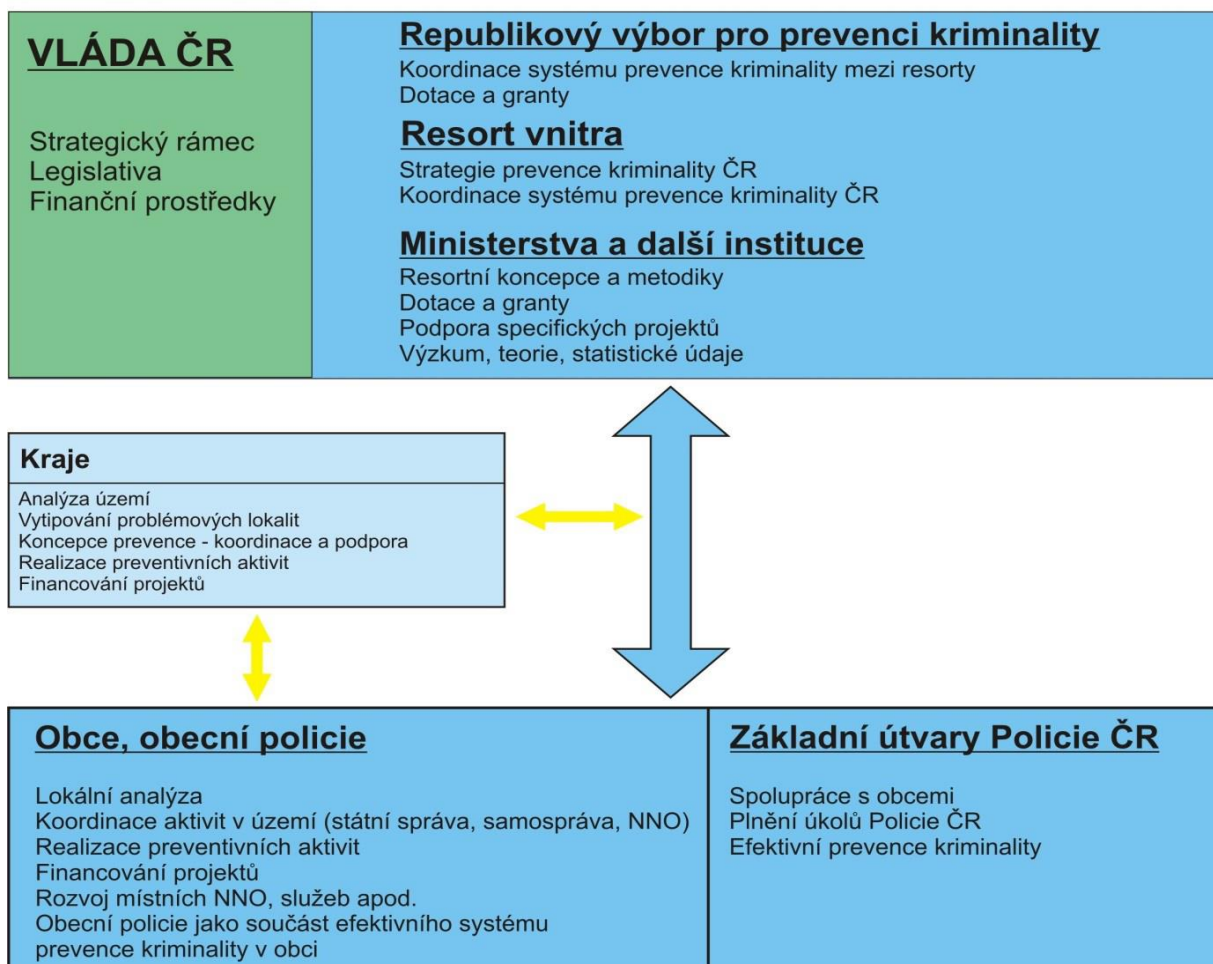 VLÁDA ČR
Strategický rámec
Legislativa
Finanční prostředky
Republikový výbor pro prevenci kriminality
Koordinace systému prevence kriminality mezi resorty
Dotace a granty
Resort vnitra
Strategie prevence kriminality ČR
Koordinace systému prevence kriminality ČR
Ministerstva a další instituce
Resortní koncepce a metodiky
Dotace a granty
Podpora specifických projektů
Výzkum, teorie, statistické údaje
Kraje
Analýza území
Vytipování problémových lokalit
Koncepce prevence - koordinace a podpora
Realizace preventivních aktivit
Financování projektů
Obce, obecní policie
Lokální analýza
Koordinace aktivit v území (státní správa, samospráva, NNO)
Realizace preventivních aktivit
Financování projektů
Rozvoj místních NNO, služeb apod.
Obecní policie jako součást efektivního systému
prevence kriminality v obci
Základní útvary Policie ČR
Spolupráce s obcemi
Plnění úkolů Policie ČR
Efektivní prevence kriminality